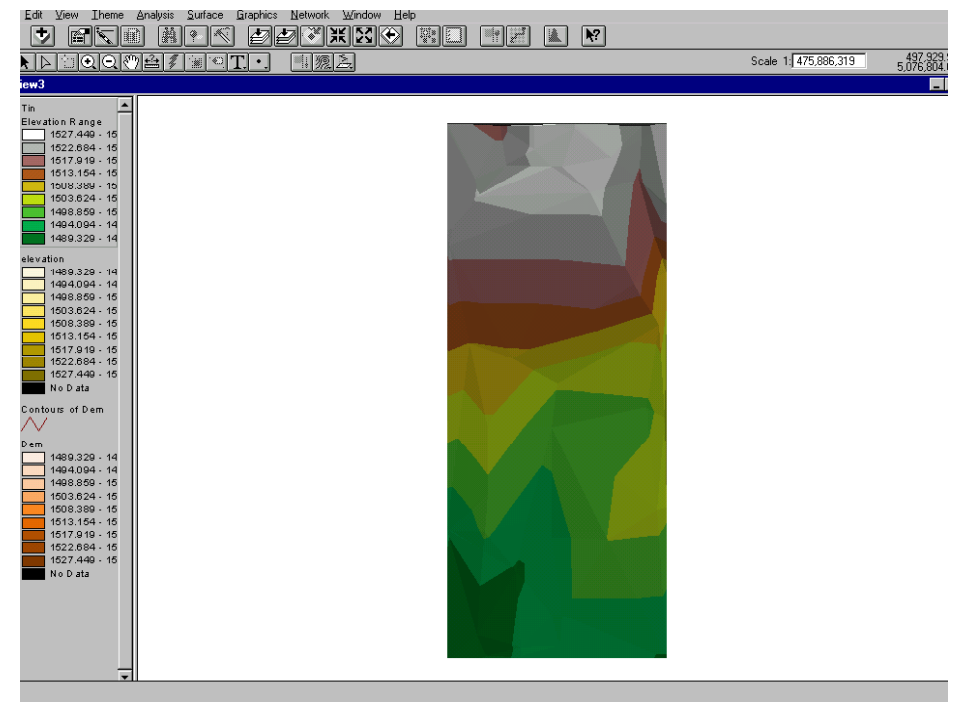 Edit View Theme Analysis Surface Graphics Network Window Help
T
Scale 1: 475,886,319
497,929.
5,076,804.
iew3
Tin
Elevation Range
1527.449 - 15
1522.684 - 15
1517.919 - 15
1513.154 - 15
1508.389 - 15
1503.624 - 15
1498.859 - 15
1494.094 - 14
1489.329 - 14
elevation
1489.329 - 14
1494.094 - 14
1498.859 - 15
1503.624 - 15
1508.389 - 15
1513.154 - 15
1517.919 - 15
1522.684 - 15
1527.449 - 15
No Data
Contours of Dem
Dem
1489.329 - 14
1494.094 - 14
1498.859 - 15
1503.624 - 15
1508.389 - 15
1513.154 - 15
1517.919 - 15
1522.684 - 15
1527.449 - 15
No Data